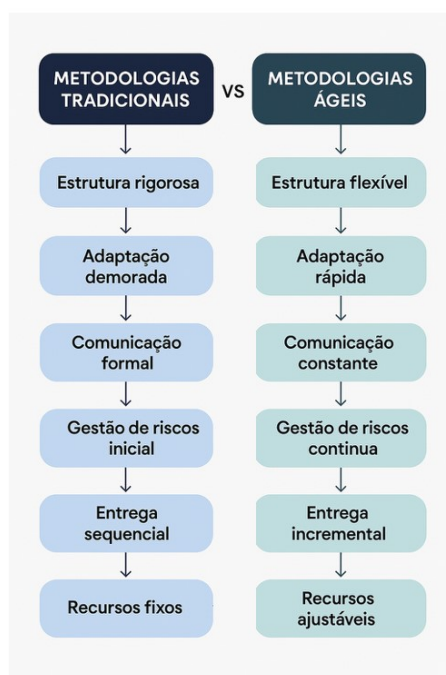 METODOLOGIAS
TRADICIONAIS
VS
METODOLOGIAS
ÁGEIS
Estrutura rigorosa
Estrutura flexível
Adaptação
demorada
Adaptação
rápida
Comunicação
formal
Comunicação
constante
Gestão de riscos
inicial
Gestão de riscos
continua
Entrega
sequencial
Entrega
incremental
Recursos fixos
Recursos
ajustáveis